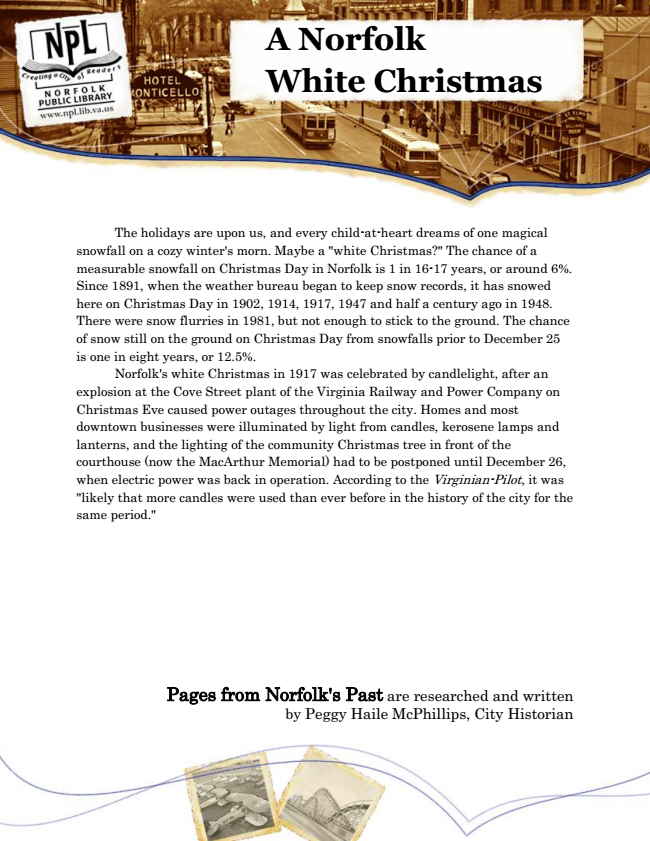 NPL
Creating a City of Readers
NORFOLK
PUBLIC LIBRARY
www.npl.lib.va.us
A Norfolk
White Christmas
HOTEL
MONTICELLO
The holidays are upon us, and every child-at-heart dreams of one magical
snowfall on a cozy winter's morn. Maybe a "white Christmas?" The chance of a
measurable snowfall on Christmas Day in Norfolk is 1 in 16-17 years, or around 6%.
Since 1891, when the weather bureau began to keep snow records, it has snowed
here on Christmas Day in 1902, 1914, 1917, 1947 and half a century ago in 1948.
There were snow flurries in 1981, but not enough to stick to the ground. The chance
of snow still on the ground on Christmas Day from snowfalls prior to December 25
is one in eight years, or 12.5%.
Norfolk's white Christmas in 1917 was celebrated by candlelight, after an
explosion at the Cove Street plant of the Virginia Railway and Power Company on
Christmas Eve caused power outages throughout the city. Homes and most
downtown businesses were illuminated by light from candles, kerosene lamps and
lanterns, and the lighting of the community Christmas tree in front of the
courthouse (now the MacArthur Memorial) had to be postponed until December 26,
when electric power was back in operation. According to the Virginian-Pilot, it was
"likely that more candles were used than ever before in the history of the city for the
same period."
Pages from Norfolk's Past are researched and written
by Peggy Haile McPhillips, City Historian